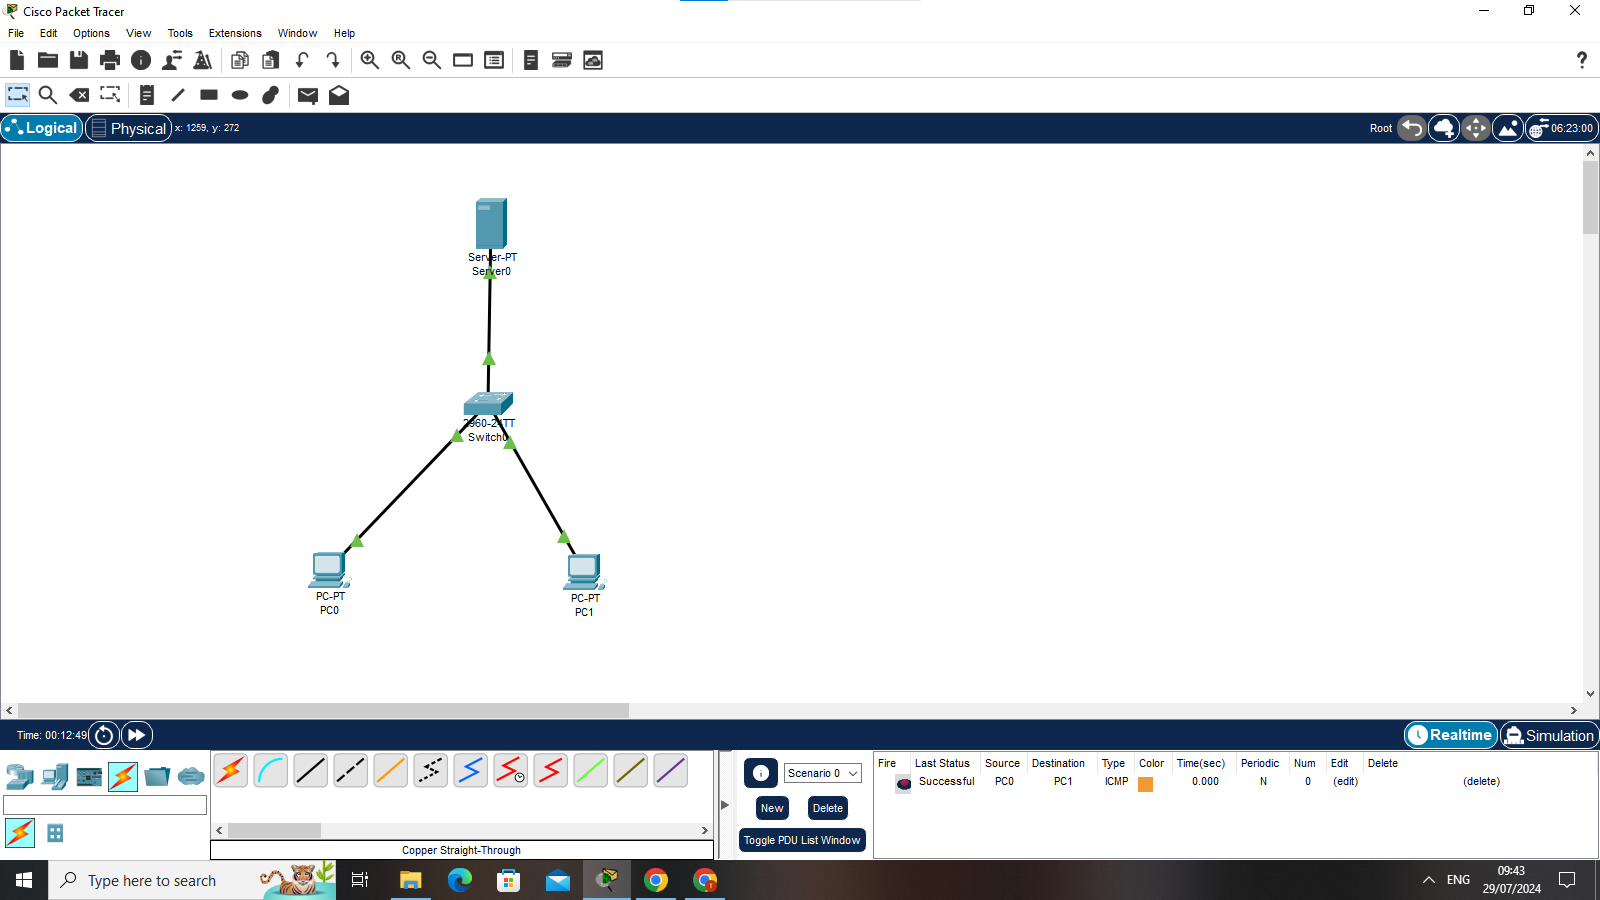 Cisco Packet Tracer
File Edit Options View Tools Extensions Window Help
Logical Physical x: 1259, y: 272 Root 06:23:00
Server-PT
Server0
2960-24TT
Switch0
PC-PT
PC0
PC-PT
PC1
Time: 00:12:49 Realtime Simulation
Scenario 0
New Delete
Toggle PDU List Window
Fire Last Status Source Destination Type Color Time(sec) Periodic Num Edit Delete
Successful PC0 PC1 ICMP 0.000 N 0 (edit) (delete)
Copper Straight-Through
Type here to search
ENG
09:43
29/07/2024